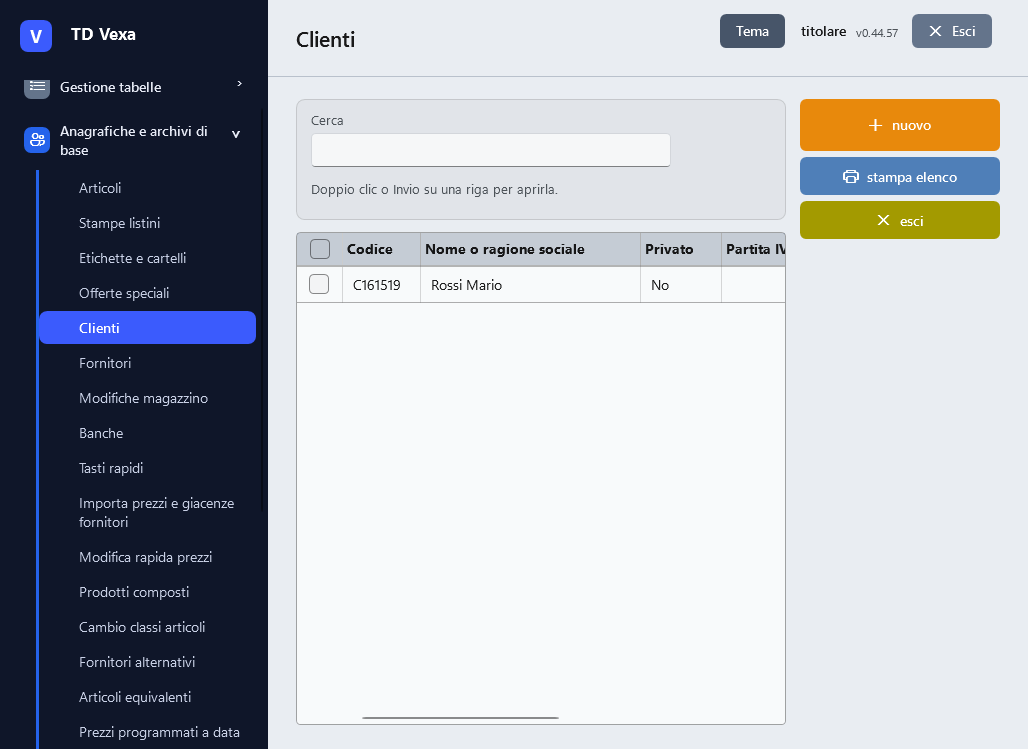 V TD Vexa
Gestione tabelle
Anagrafiche e archivi di
base
Articoli
Stampe listini
Etichette e cartelli
Offerte speciali
Clienti
Fornitori
Modifiche magazzino
Banche
Tasti rapidi
Importa prezzi e giacenze
fornitori
Modifica rapida prezzi
Prodotti composti
Cambio classi articoli
Fornitori alternativi
Articoli equivalenti
Prezzi programmati a data
Clienti
Tema titolare v0.44.57 Esci
Cerca
Doppio clic o Invio su una riga per aprirla.
Codice Nome o ragione sociale Privato Partita IV
C161519 Rossi Mario No
nuovo
stampa elenco
esci